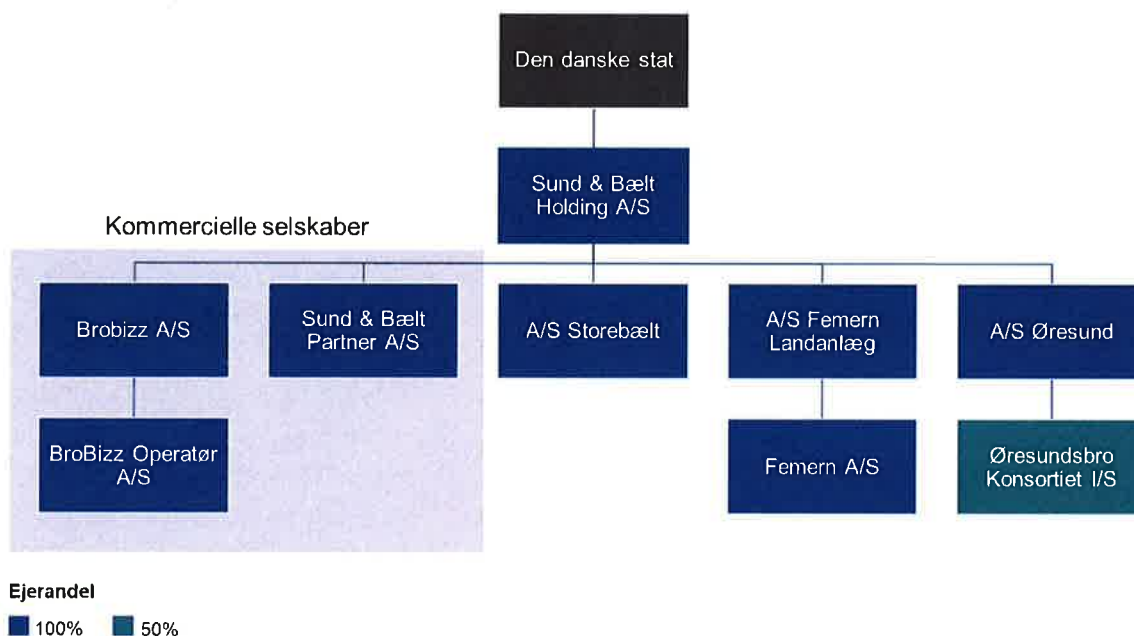 Den danske stat
Sund & Bælt
Holding A/S
Kommercielle selskaber
Brobizz A/S
Sund & Bælt
Partner A/S
A/S Storebælt
A/S Femern
Landanlæg
A/S Øresund
BroBizz Operatør
A/S
Femern A/S
Øresundsbro
Konsortiet I/S
Ejerandel
100%
50%